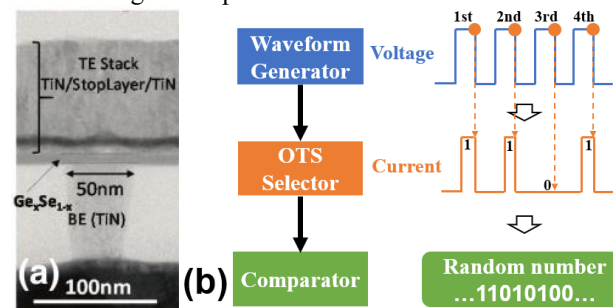 TE Stack
TiN/StopLayer/TiN
GexSe1-x
50nm
BE (TiN)
(a)
100nm
(b)
Waveform
Generator
OTS
Selector
Comparator
1st 2nd 3rd 4th
Voltage
Current
1 1 0 1
Random number
…11010100…